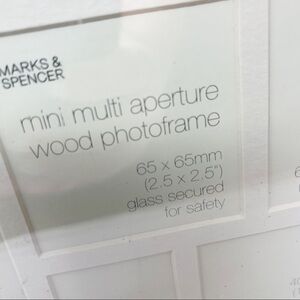 MARKS &
SPENCER
mini multi aperture
wood photoframe
65 x 65mm
(2.5 x 2.5")
glass secured
for safety